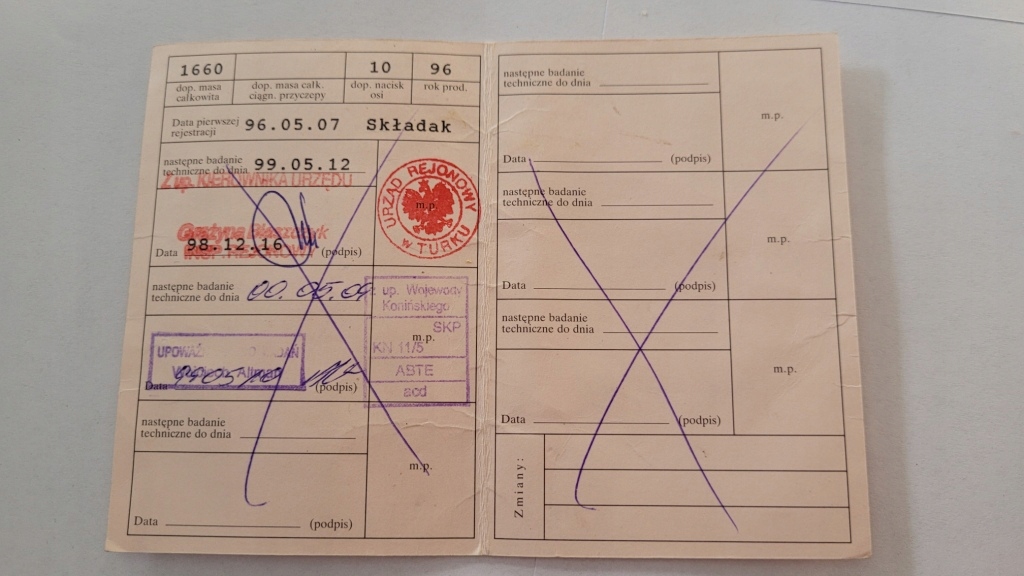 1660 10 96
dop. masa całkowita
dop. masa całk. ciągn. przyczepy
dop. nacisk osi
rok prod.
Data pierwszej rejestracji 96.05.07 Składak
następne badanie
techniczne do dnia 99.05.12
Z up. KIEROWNIKA URZĘDU
m.p.
URZĄD REJONOWY
w TURKU
Data 98.12.16 (podpis)
następne badanie
techniczne do dnia
z up. Wojewody
Konińskiego
SKP
m.p.
KN 11/5
ABTE
acd
Data (podpis)
następne badanie
techniczne do dnia
m.p.
Data (podpis)
następne badanie
techniczne do dnia
m.p.
Data (podpis)
następne badanie
techniczne do dnia
m.p.
Data (podpis)
następne badanie
techniczne do dnia
m.p.
Data (podpis)
Zmiany: